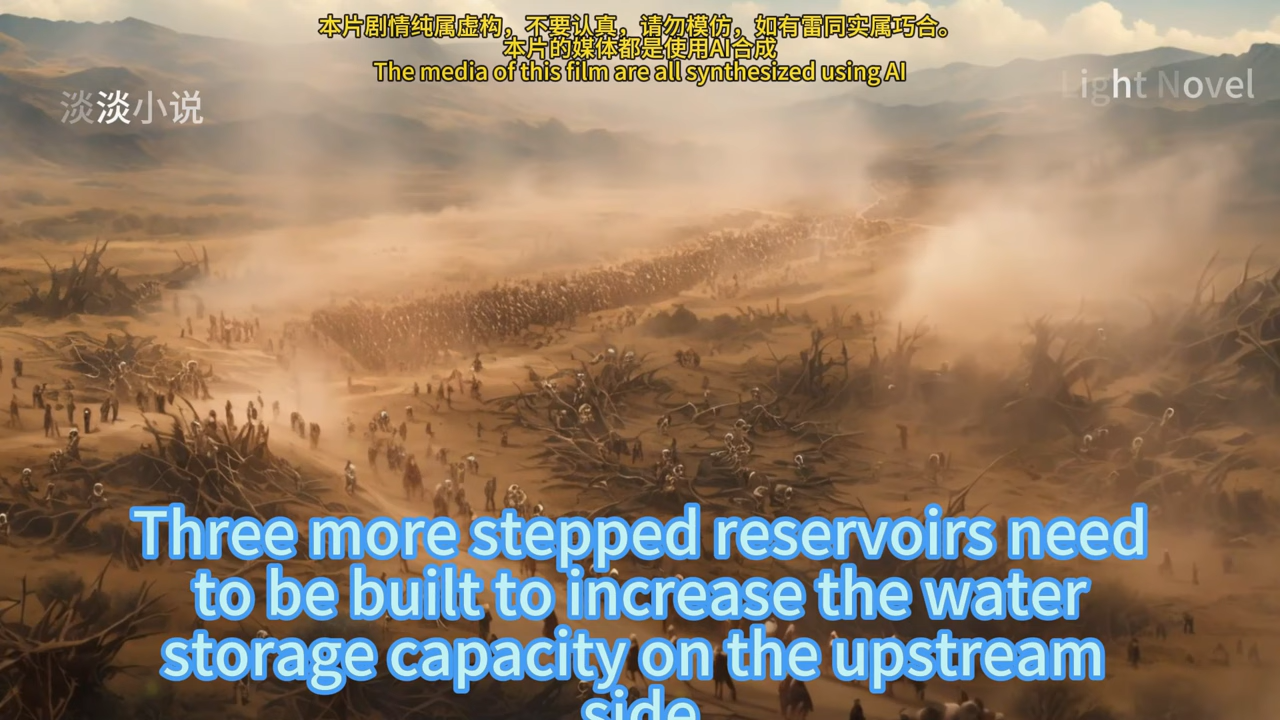 本片剧情纯属虚构，不要认真，请勿模仿，如有雷同实属巧合。
本片的媒体都是使用AI合成
The media of this film are all synthesized using AI
淡淡小说
Light Novel
Three more stepped reservoirs need
to be built to increase the water
storage capacity on the upstream
side